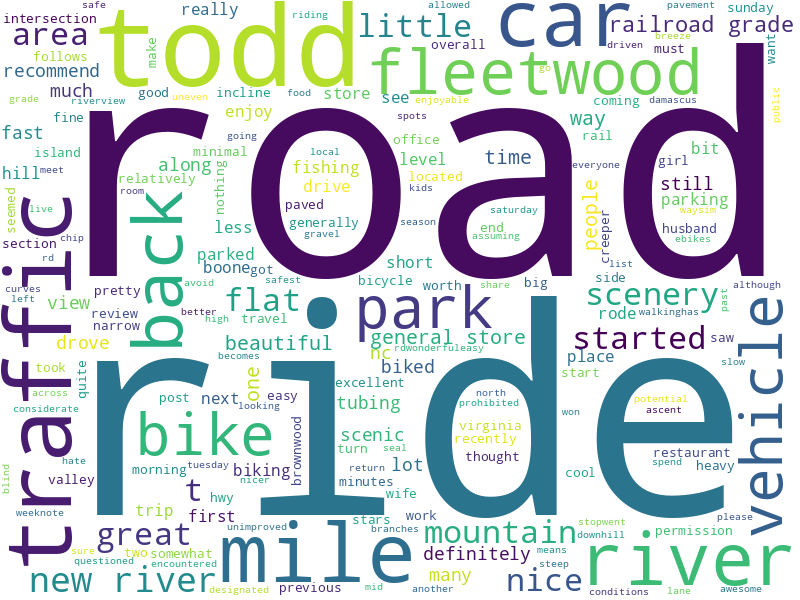 safe
riding
allowed
pavement
breeze
sunday
intersection
really
little
car
driven
must
want
area
todd
railroad
grade
follows
make
overall
go
recommend
fleetwood
much
good
incline
store
see
enjoyable
coming
damascus
grade
riverview
uneven
food
enjoy
spots
way
public
fast
fine
going
office
rail
everyone
bit
island
meet
minimal
local
level
time
girl
hill
along
fishing
located
still
relatively
drive
kids
parking
room
nothing
road
seemed
live
traffic
back
paved
season
saturday
people
creeper
waysim
section
chip
generally
less
gravel
end
assuming
husband
ebikes
rd
parked
short
list
curves
pretty
avoid
boone
got
bicycle
worth
big
side
although
left
view
safest
share
scenery
past
review
better
flat
park
rode
walkinghas
narrow
high
travel
started
saw
drove
becomes
beautiful
general store
vehicle
rdwonderfuleasy
nc
biked
place
slow
took
quite
one
excellent
start
across
post
next
easy
tubing
north
prohibited
won
potential
considerate
looking
ride
ascent
bike
brownwood
scenic
virginia
recently
hate
turn
seal
thought
restaurant
morning
tuesday
biking
return
lot
cool
spend
heavy
blind
valley
nicer
minutes
trip
t
hwy
wife
weeknote
first
stars
work
please
unimproved
branches
mountain
stopwent
permission
great
mile
downhill
sure
two
somewhat
definitely
means
river
questioned
encountered
steep
new river
many
nice
designated
previous
mid
another
conditions
lane
awesome